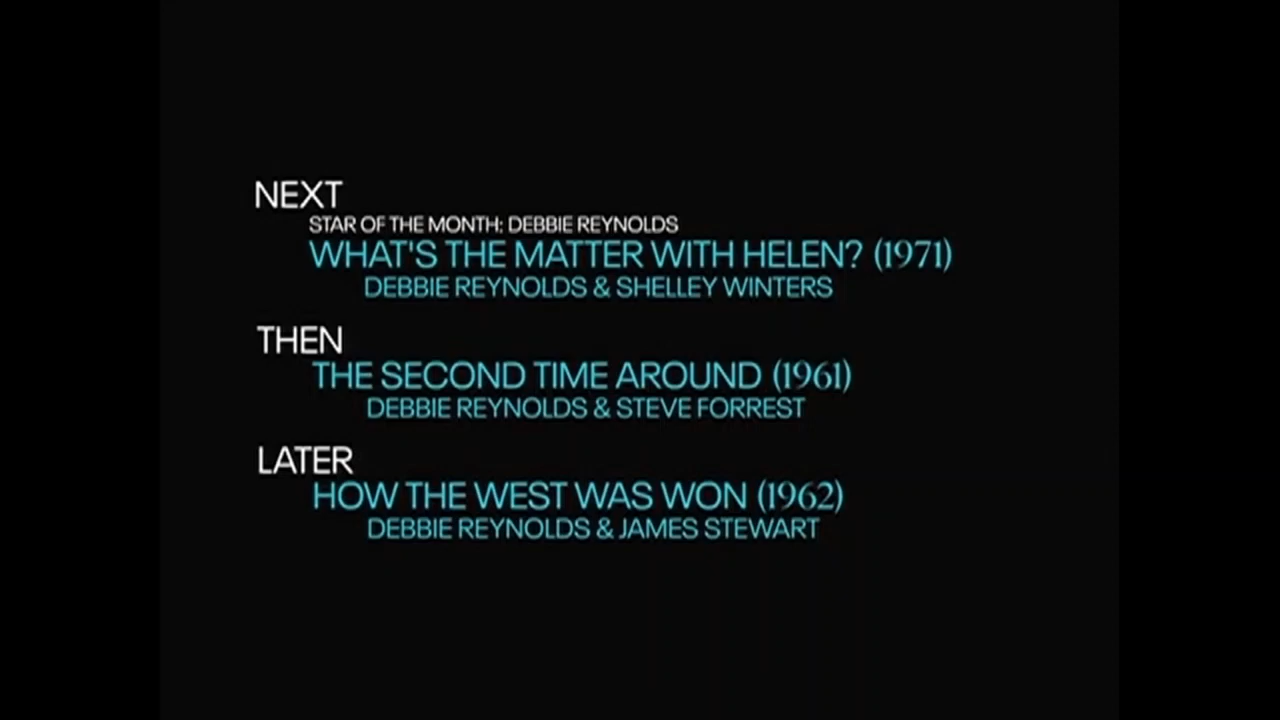 NEXT
STAR OF THE MONTH: DEBBIE REYNOLDS
WHAT'S THE MATTER WITH HELEN? (1971)
DEBBIE REYNOLDS & SHELLEY WINTERS
THEN
THE SECOND TIME AROUND (1961)
DEBBIE REYNOLDS & STEVE FORREST
LATER
HOW THE WEST WAS WON (1962)
DEBBIE REYNOLDS & JAMES STEWART